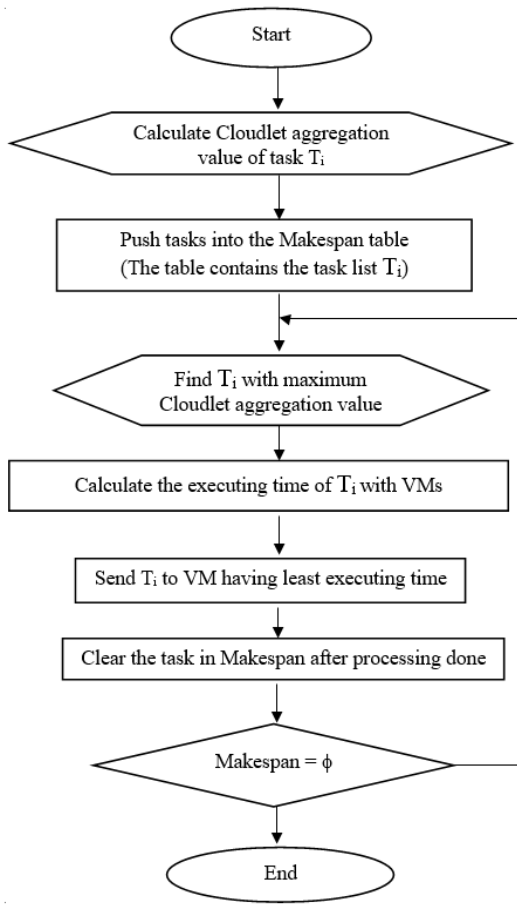 Start
Calculate Cloudlet aggregation
value of task Ti
Push tasks into the Makespan table
(The table contains the task list Ti)
Find Ti with maximum
Cloudlet aggregation value
Calculate the executing time of Ti with VMs
Send Ti to VM having least executing time
Clear the task in Makespan after processing done
Makespan = ϕ
End